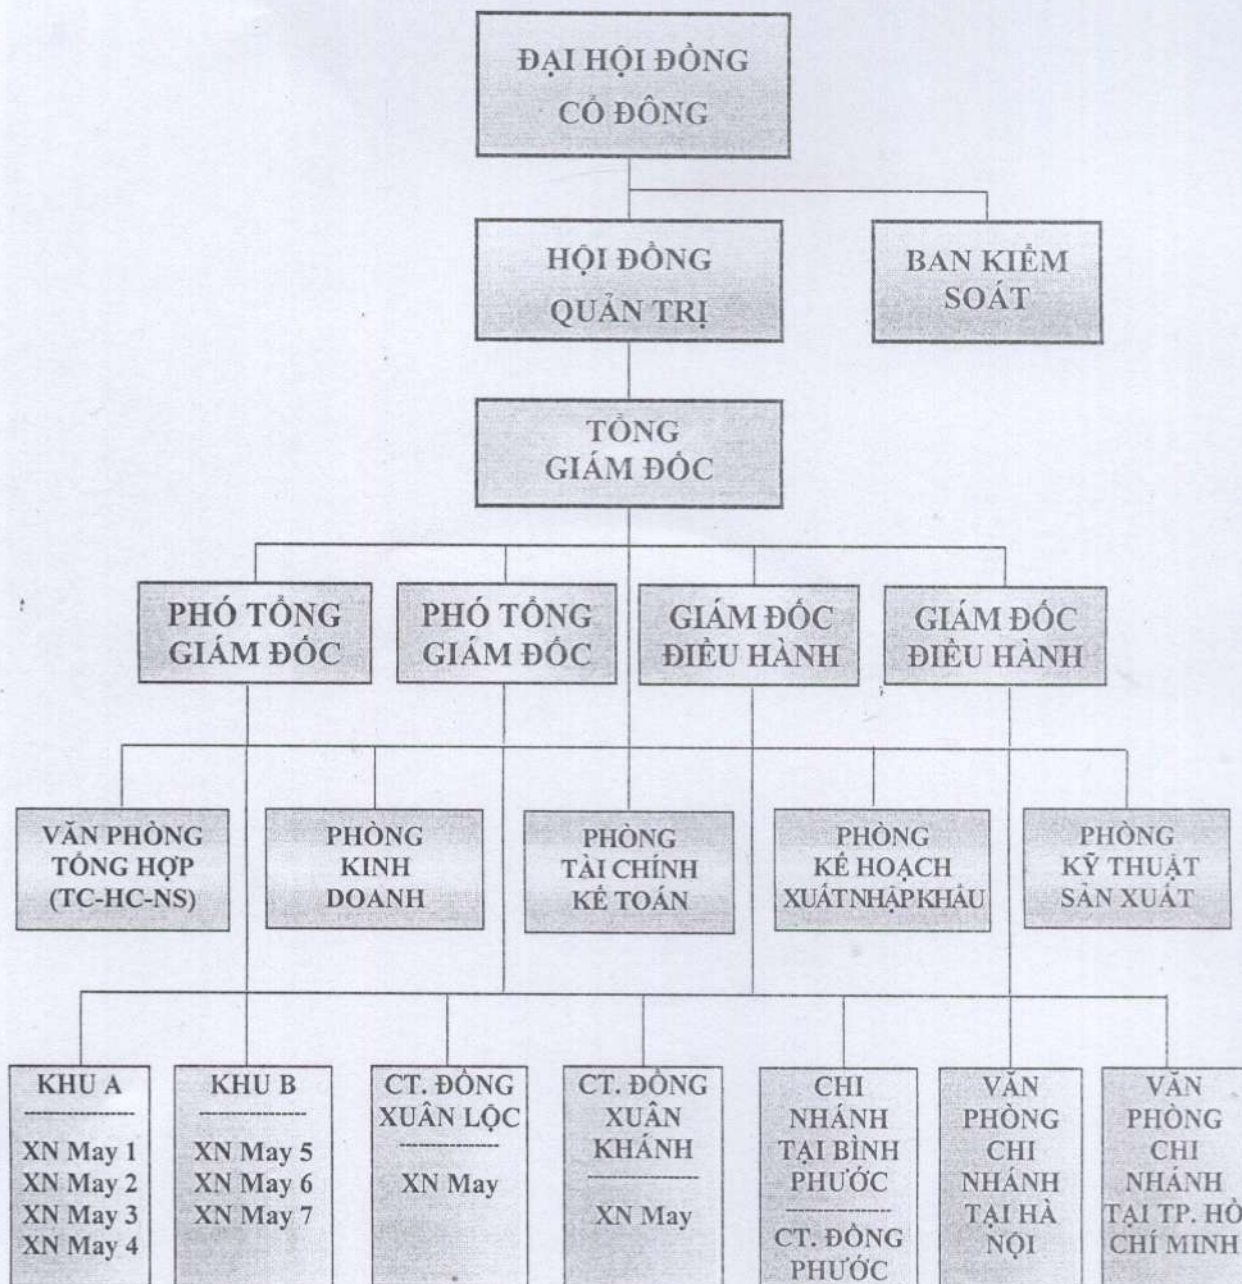 ĐẠI HỘI ĐỒNG
CỔ ĐÔNG
HỘI ĐỒNG
QUẢN TRỊ
BAN KIỂM
SOÁT
TỔNG
GIÁM ĐỐC
PHÓ TỔNG
GIÁM ĐỐC
PHÓ TỔNG
GIÁM ĐỐC
GIÁM ĐỐC
ĐIỀU HÀNH
GIÁM ĐỐC
ĐIỀU HÀNH
VĂN PHÒNG
TỔNG HỢP
(TC-HC-NS)
PHÒNG
KINH
DOANH
PHÒNG
TÀI CHÍNH
KẾ TOÁN
PHÒNG
KẾ HOẠCH
XUẤT NHẬP KHẨU
PHÒNG
KỸ THUẬT
SẢN XUẤT
KHU A
---------------
XN May 1
XN May 2
XN May 3
XN May 4
KHU B
---------------
XN May 5
XN May 6
XN May 7
CT. ĐỒNG
XUÂN LỘC
---------------
XN May
CT. ĐỒNG
XUÂN
KHÁNH
---------------
XN May
CHI
NHÁNH
TẠI BÌNH
PHƯỚC
---------------
CT. ĐỒNG
PHƯỚC
VĂN
PHÒNG
CHI
NHÁNH
TẠI HÀ
NỘI
VĂN
PHÒNG
CHI
NHÁNH
TẠI TP. HỒ
CHÍ MINH